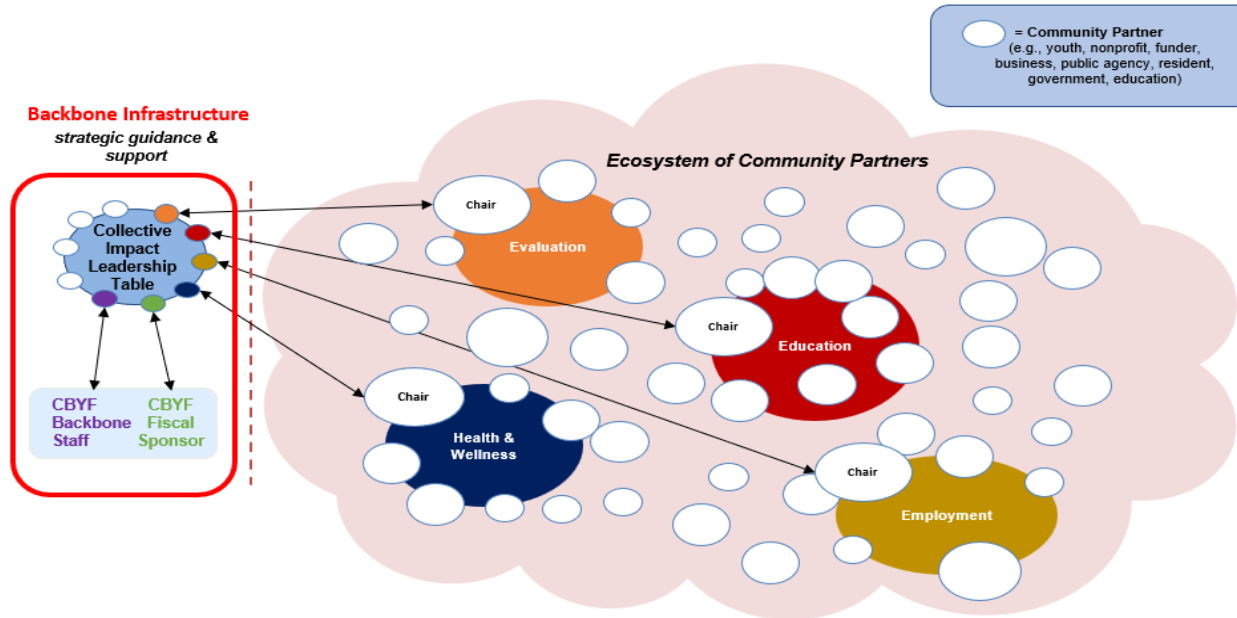 = Community Partner
(e.g., youth, nonprofit, funder,
business, public agency, resident,
government, education)
Backbone Infrastructure
strategic guidance &
support
Ecosystem of Community Partners
Collective
Impact
Leadership
Table
CBYF
Backbone
Staff
CBYF
Fiscal
Sponsor
Chair
Evaluation
Chair
Education
Chair
Health &
Wellness
Chair
Employment